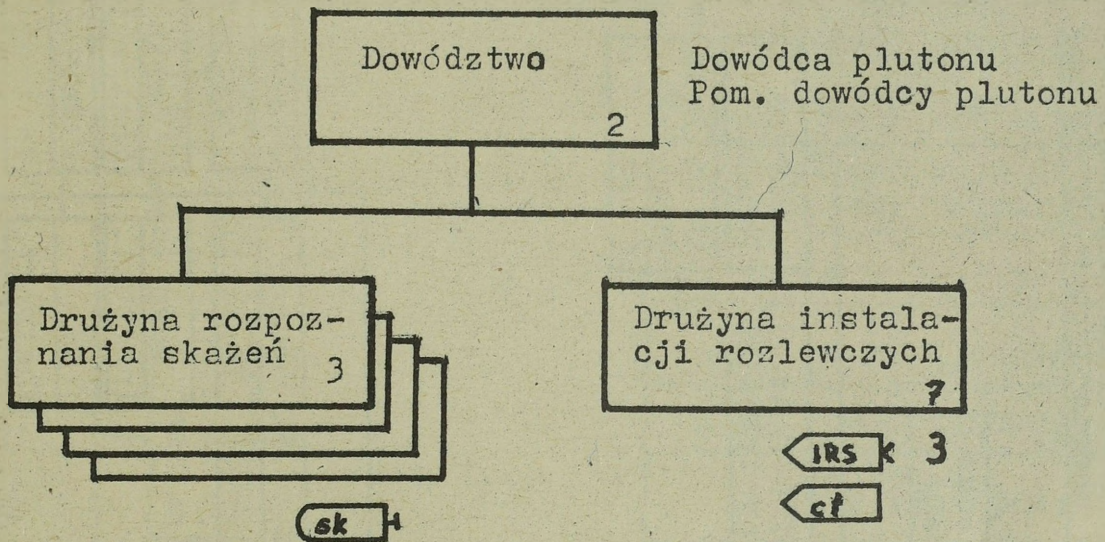 Dowództwo
2
Dowódca plutonu
Pom. dowódcy plutonu
Drużyna rozpoz-
nania skażeń
3
Drużyna instala-
cji rozlewczych
7
IRS 3
sk
ct